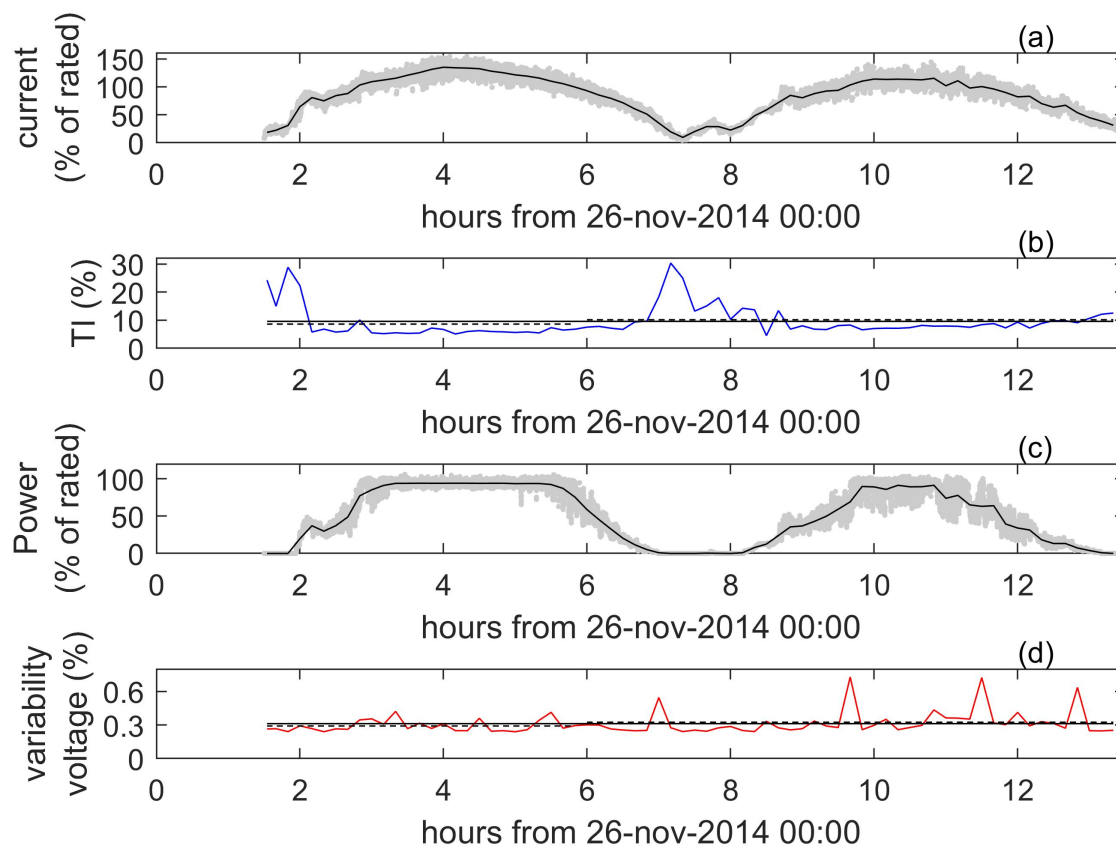 (a)
current
(% of rated)
150
100
50
0
0 2 4 6 8 10 12
hours from 26-nov-2014 00:00
(b)
TI (%)
30
20
10
0
0 2 4 6 8 10 12
hours from 26-nov-2014 00:00
(c)
Power
(% of rated)
100
50
0
0 2 4 6 8 10 12
hours from 26-nov-2014 00:00
(d)
variability
voltage (%)
0.6
0.3
0
0 2 4 6 8 10 12
hours from 26-nov-2014 00:00